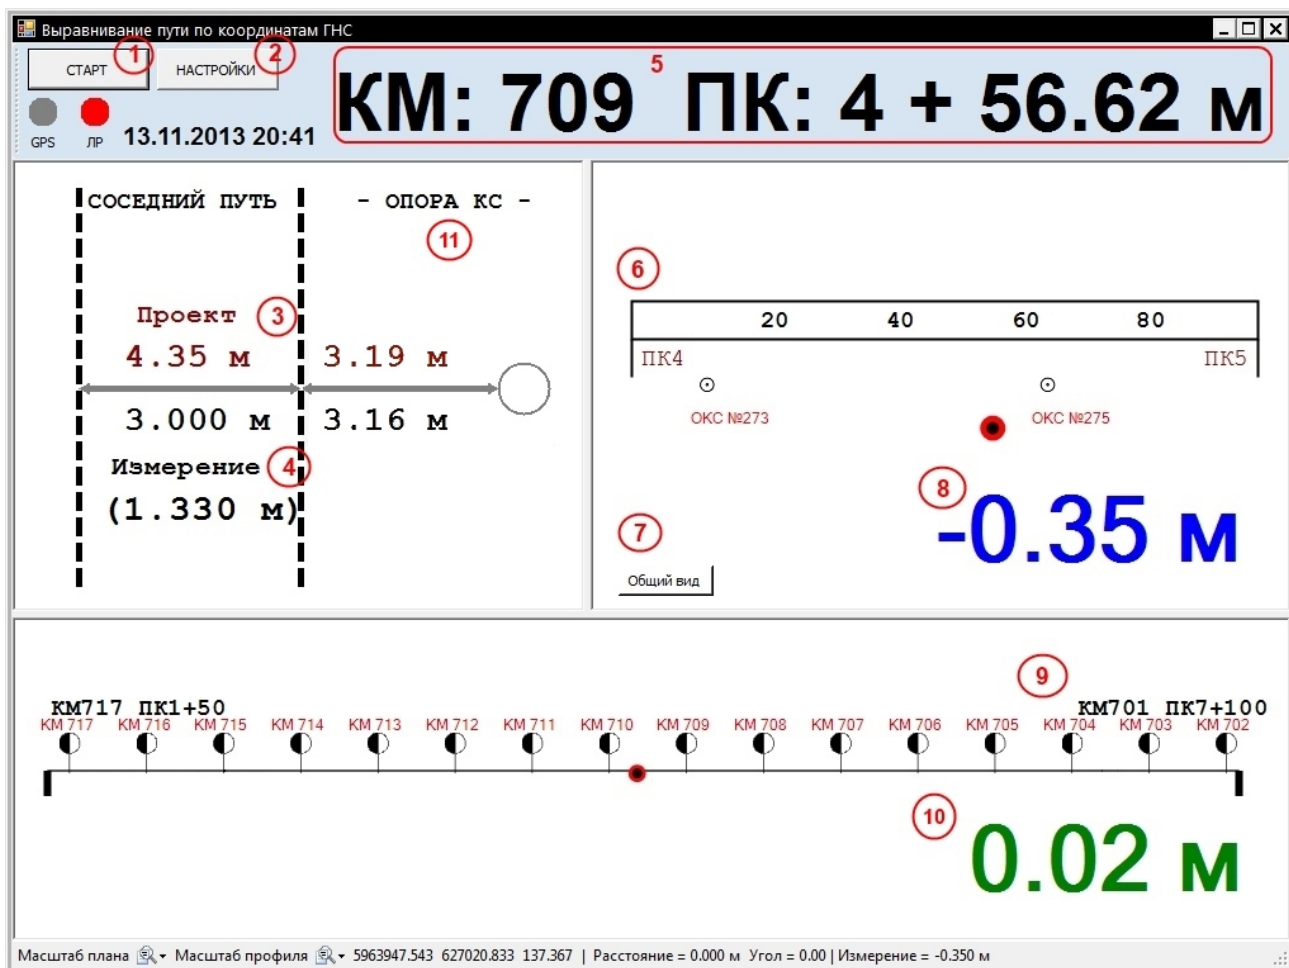 Выравнивание пути по координатам ГНС
СТАРТ 1 НАСТРОЙКИ 2
КМ: 709 5 ПК: 4 + 56.62 м
GPS ЛР 13.11.2013 20:41
СОСЕДНИЙ ПУТЬ - ОПОРА КС -
11
Проект 3
4.35 м 3.19 м
3.000 м 3.16 м
Измерение 4
(1.330 м)
6
20 40 60 80
ПК4 ПК5
ОКС №273 ОКС №275
8
-0.35 м
7
Общий вид
9
КМ717 ПК1+50 КМ701 ПК7+100
КМ 717 КМ 716 КМ 715 КМ 714 КМ 713 КМ 712 КМ 711 КМ 710 КМ 709 КМ 708 КМ 707 КМ 706 КМ 705 КМ 704 КМ 703 КМ 702
10
0.02 м
Масштаб плана Масштаб профиля 5963947.543 627020.833 137.367 | Расстояние = 0.000 м Угол = 0.00 | Измерение = -0.350 м